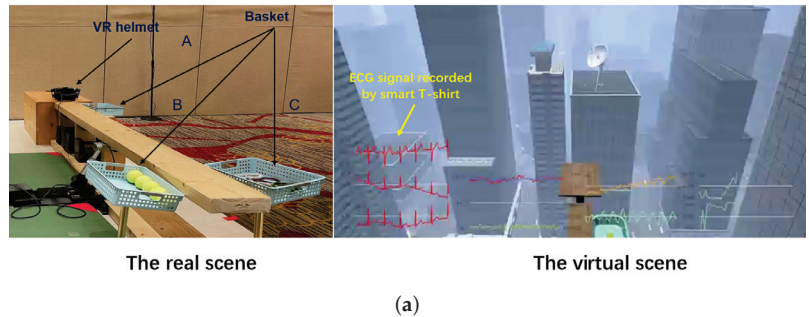 VR helmet
Basket
A
B
C
ECG signal recorded
by smart T-shirt
The real scene
The virtual scene
(a)